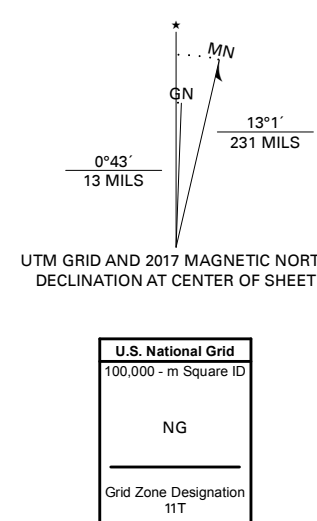 ★
MN
GN
13°1´
231 MILS
0°43´
13 MILS
UTM GRID AND 2017 MAGNETIC NORT
DECLINATION AT CENTER OF SHEET
U.S. National Grid
100,000 - m Square ID
NG
Grid Zone Designation
11T